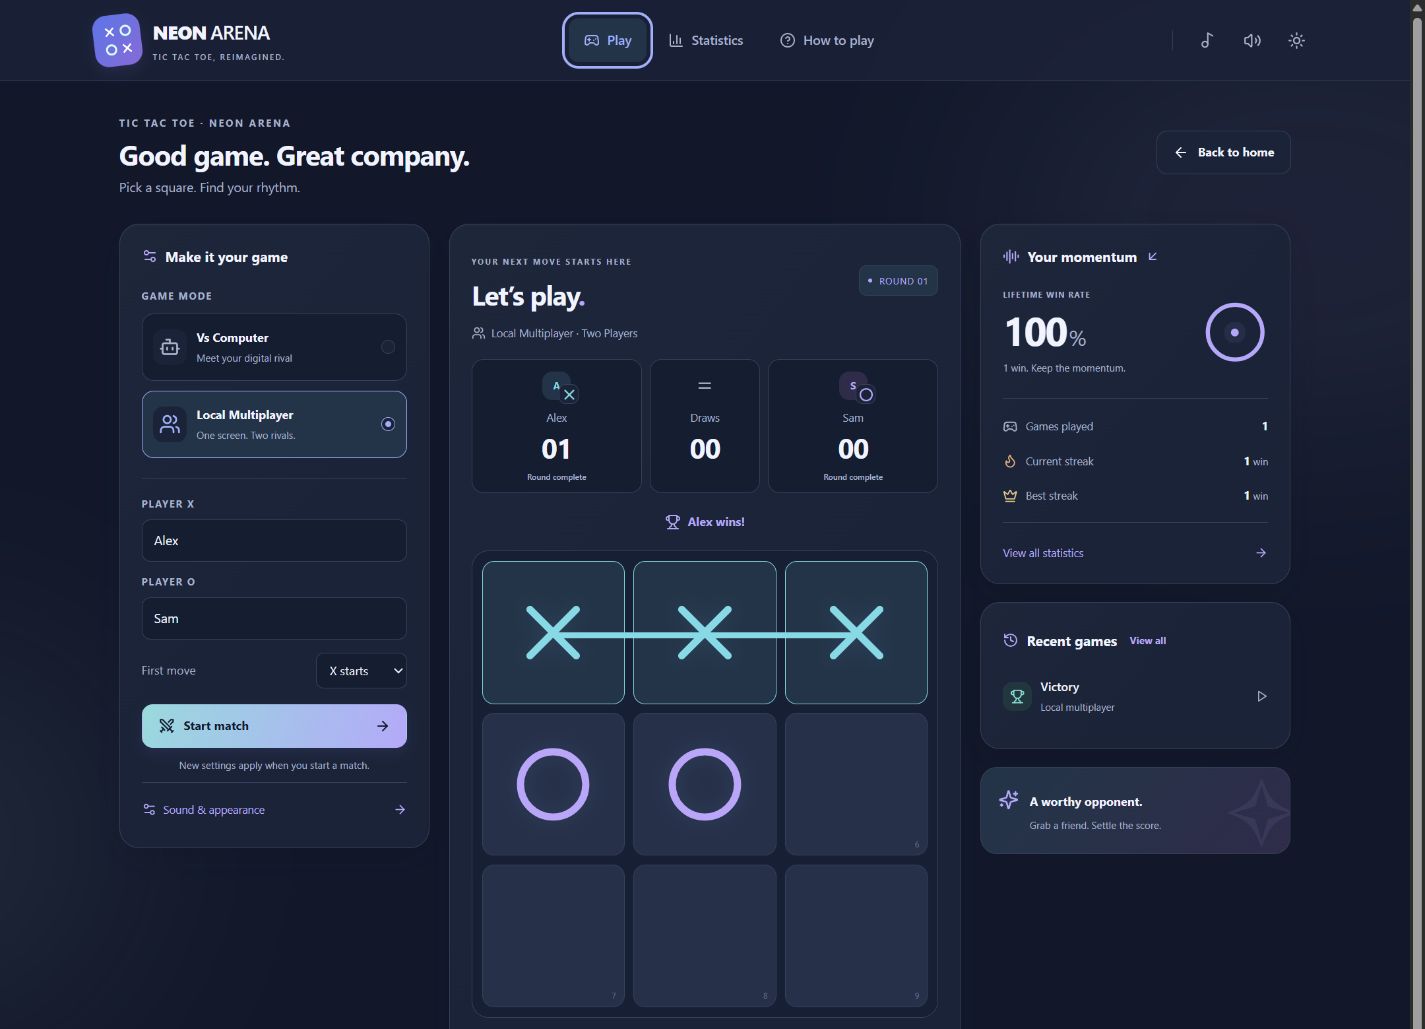 NEON ARENA
TIC TAC TOE, REIMAGINED.
Play
Statistics
How to play
TIC TAC TOE · NEON ARENA
Good game. Great company.
Pick a square. Find your rhythm.
Back to home
Make it your game
GAME MODE
Vs Computer
Meet your digital rival
Local Multiplayer
One screen. Two rivals.
PLAYER X
Alex
PLAYER O
Sam
First move
X starts
Start match
New settings apply when you start a match.
Sound & appearance
YOUR NEXT MOVE STARTS HERE
Let’s play.
ROUND 01
Local Multiplayer · Two Players
A
Alex
01
Round complete
Draws
00
S
Sam
00
Round complete
Alex wins!
6
7
8
9
Your momentum
LIFETIME WIN RATE
100%
1 win. Keep the momentum.
Games played 1
Current streak 1 win
Best streak 1 win
View all statistics
Recent games View all
Victory
Local multiplayer
A worthy opponent.
Grab a friend. Settle the score.